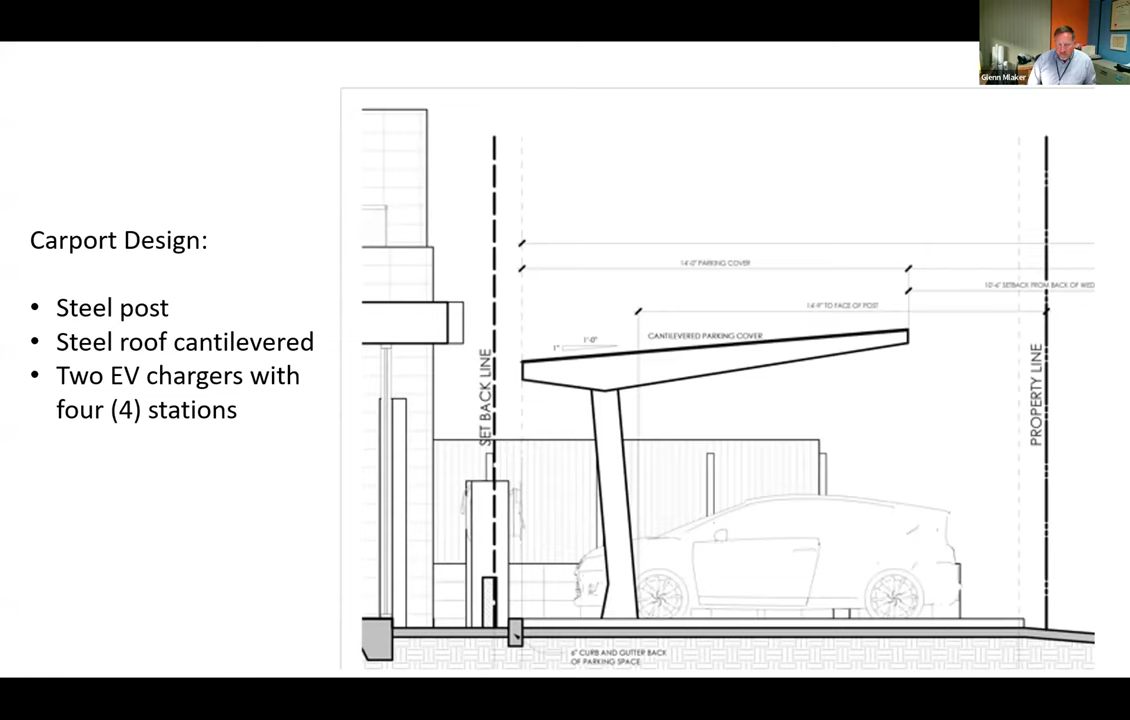 Glenn Mlaker
Carport Design:
• Steel post
• Steel roof cantilevered
• Two EV chargers with
four (4) stations
14'-0" PARKING COVER
10'-6" SETBACK FROM BACK OF WED
14'-9" TO FACE OF POST
CANTILEVERED PARKING COVER
1'-0"
1"
SET BACK LINE
PROPERTY LINE
6" CURB AND GUTTER BACK
OF PARKING SPACE